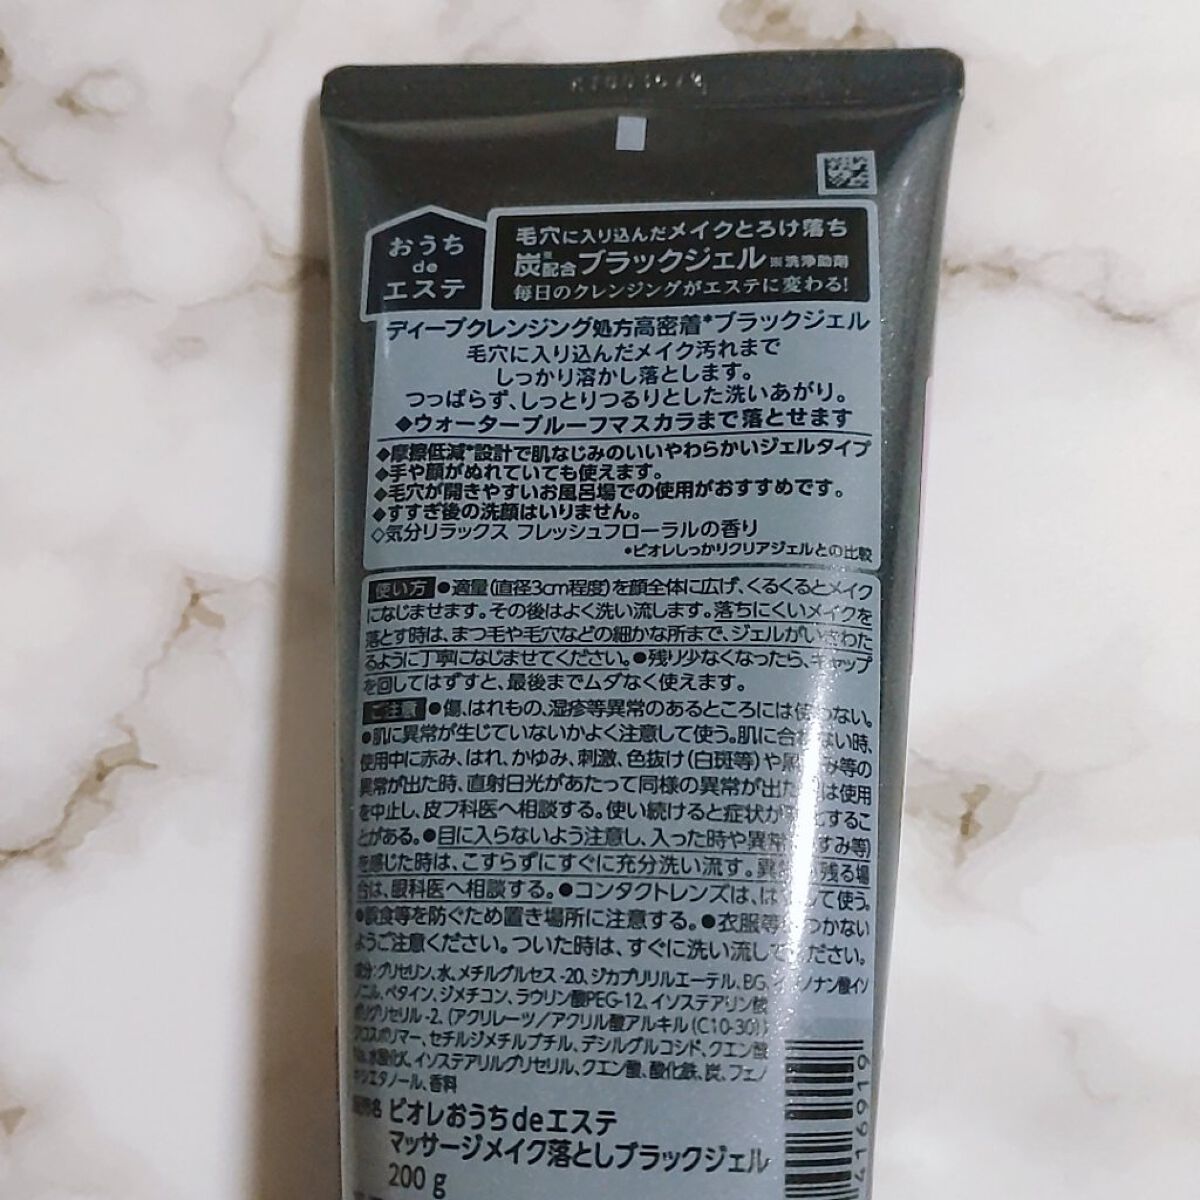 おうち
de
エステ
毛穴に入り込んだメイクとろけ落ち
炭※配合ブラックジェル ※洗浄助剤
毎日のクレンジングがエステに変わる!
ディープクレンジング処方高密着*ブラックジェル
毛穴に入り込んだメイク汚れまで
しっかり溶かし落とします。
つっぱらず、しっとりつるりとした洗いあがり。
◆ウォータープルーフマスカラまで落とせます
◆摩擦低減*設計で肌なじみのいいやわらかいジェルタイプ
◆手や顔がぬれていても使えます。
◆毛穴が開きやすいお風呂場での使用がおすすめです。
◆すすぎ後の洗顔はいりません。
◇気分リラックス フレッシュフローラルの香り
*ビオレしっかりクリアジェルとの比較
使い方 ●適量(直径3cm程度)を顔全体に広げ、くるくるとメイク
になじませます。その後はよく洗い流します。落ちにくいメイクを
落とす時は、まつ毛や毛穴などの細かな所まで、ジェルがいきわた
るように丁寧になじませてください。●残り少なくなったら、キャップ
を回してはずすと、最後までムダなく使えます。
ご注意 ●傷、はれもの、湿疹等異常のあるところには使わない。
●肌に異常が生じていないかよく注意して使う。肌に合わない時、
使用中に赤み、はれ、かゆみ、刺激、色抜け(白斑等)や黒ずみ等の
異常が出た時、直射日光があたって同様の異常が出た時は使用
を中止し、皮フ科医へ相談する。使い続けると症状が とするこ
とがある。●目に入らないよう注意し、入った時や異常(かすみ等)
を感じた時は、こすらずにすぐに充分洗い流す。異常が残る場
合は、眼科医へ相談する。●コンタクトレンズは、はずして使う。
●誤食等を防ぐため置き場所に注意する。●衣服等につかない
ようご注意ください。ついた時は、すぐに洗い流してください。
成分:グリセリン、水、メチルグルセス-20、ジカプリリルエーテル、BG、イソノナン酸イソ
ノニル、ベタイン、ジメチコン、ラウリン酸PEG-12、イソステアリン酸
ポリグリセリル-2、(アクリレーツ/アクリル酸アルキル(C10-30))
クロスポリマー、セチルジメチルブチル、デシルグルコシド、クエン酸
Na、水酸化K、イソステアリルグリセリル、クエン酸、酸化鉄、炭、フェノ
キシエタノール、香料
販売名 ビオレおうちdeエステ
マッサージメイク落としブラックジェル
200 g